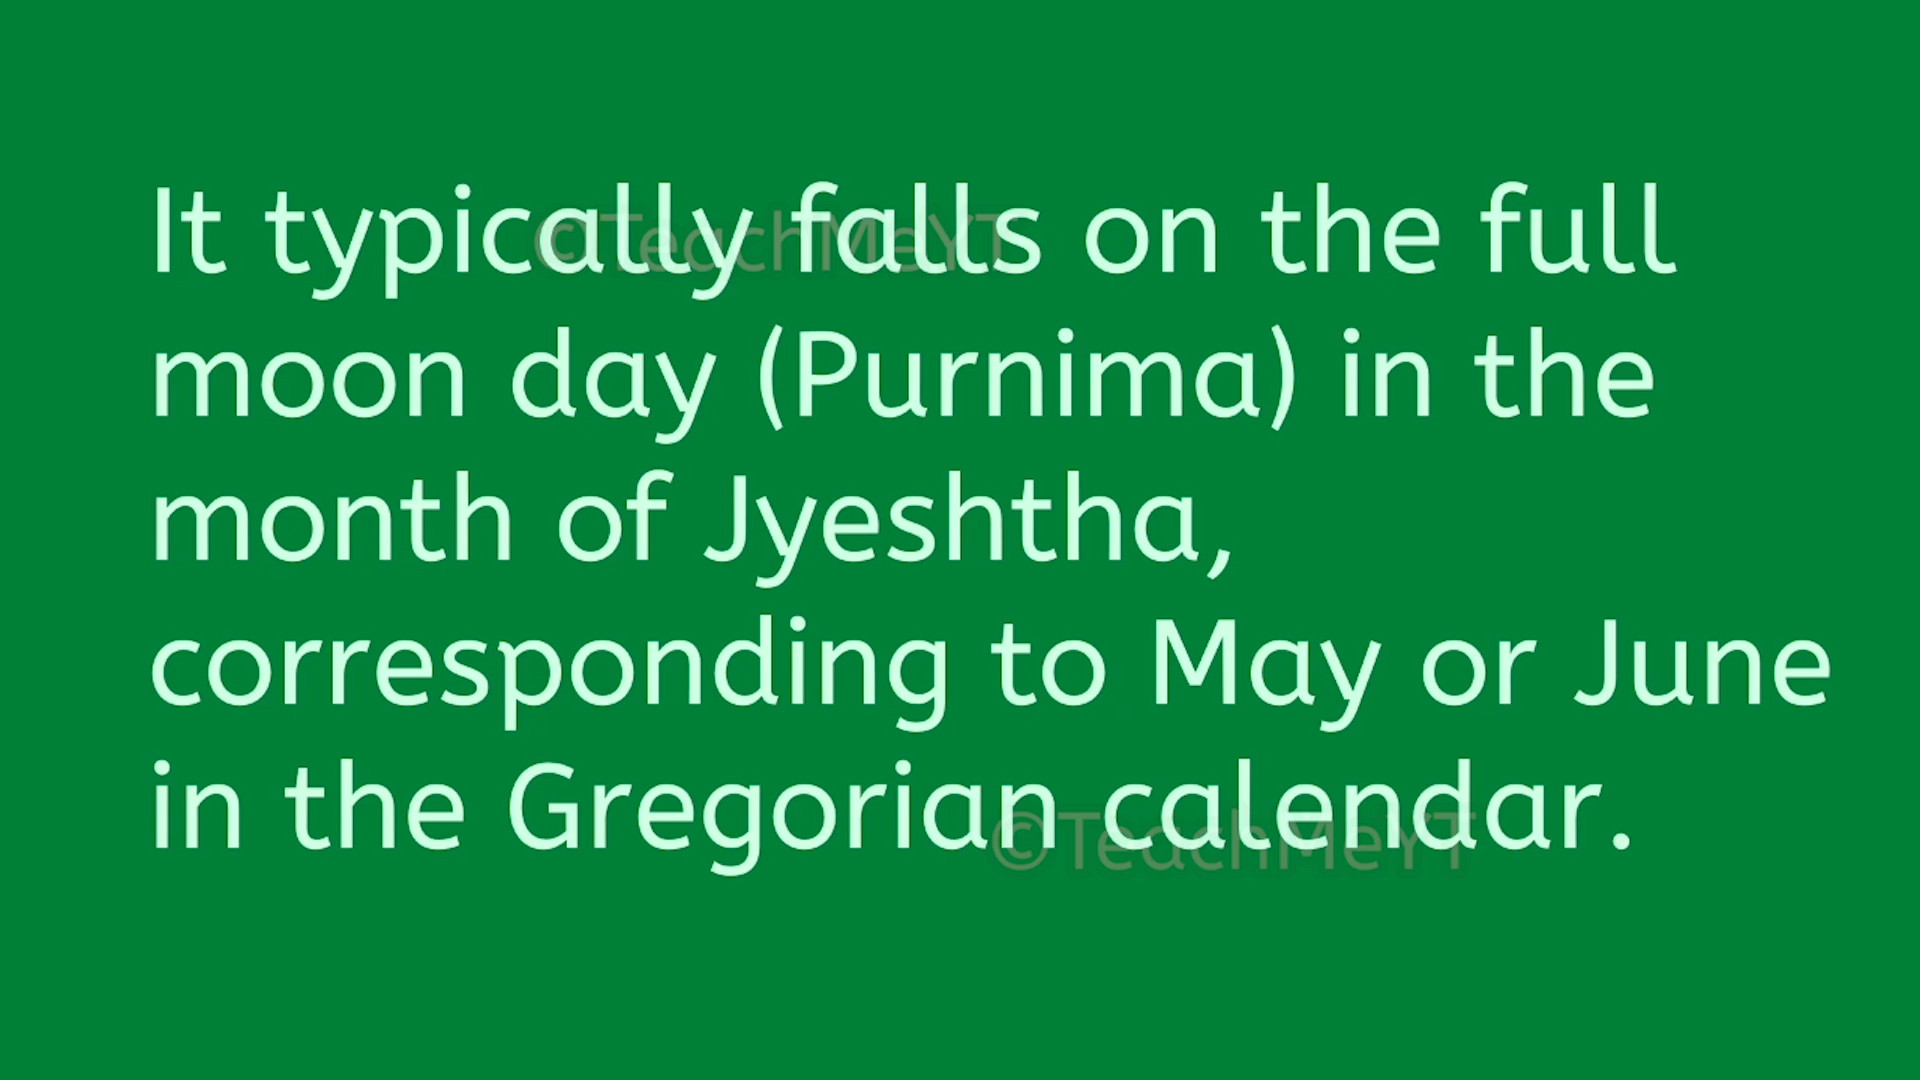 It typically falls on the full
moon day (Purnima) in the
month of Jyeshtha,
corresponding to May or June
in the Gregorian calendar.
©TeachMeYT
©TeachMeYT